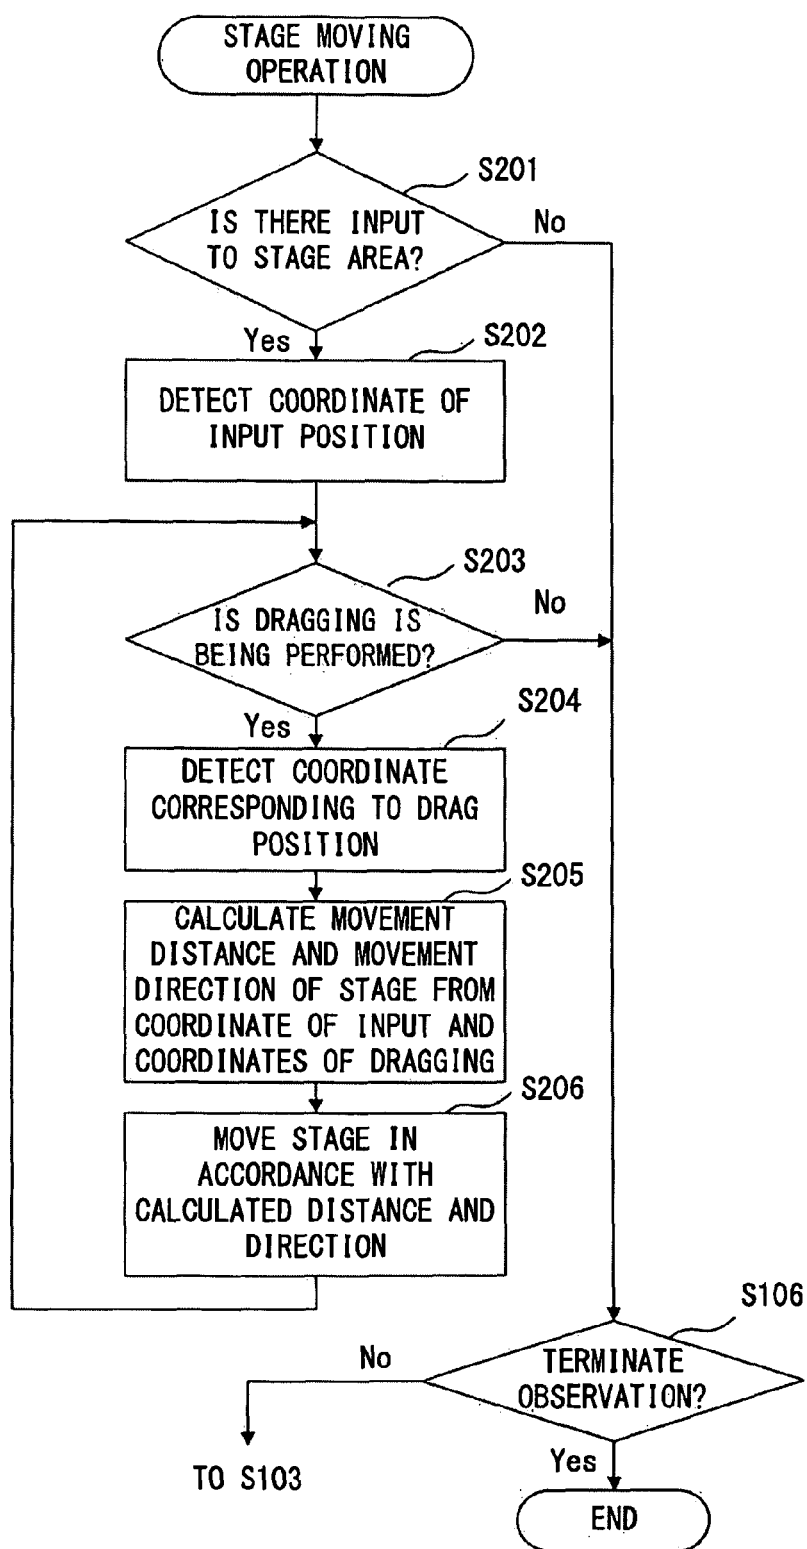 STAGE MOVING
OPERATION
S201
IS THERE INPUT
TO STAGE AREA?
No
Yes
S202
DETECT COORDINATE OF
INPUT POSITION
S203
IS DRAGGING IS
BEING PERFORMED?
No
Yes
S204
DETECT COORDINATE
CORRESPONDING TO DRAG
POSITION
S205
CALCULATE MOVEMENT
DISTANCE AND MOVEMENT
DIRECTION OF STAGE FROM
COORDINATE OF INPUT AND
COORDINATES OF DRAGGING
S206
MOVE STAGE IN
ACCORDANCE WITH
CALCULATED DISTANCE AND
DIRECTION
S106
TERMINATE
OBSERVATION?
No
TO S103
Yes
END